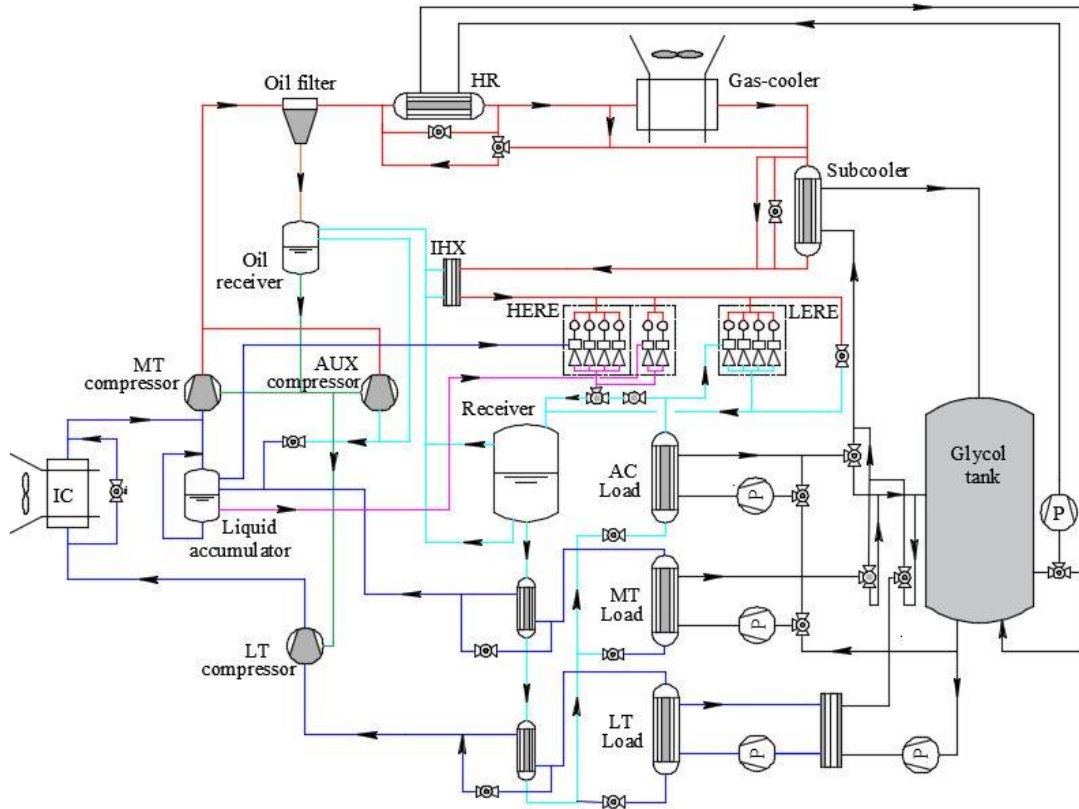 HR
Gas-cooler
Oil filter
Subcooler
IHX
Oil
receiver
HERE
LERE
MT
compressor
AUX
compressor
Receiver
Glycol
tank
AC
Load
IC
P
P
Liquid
accumulator
MT
Load
P
LT
compressor
LT
Load
P
P